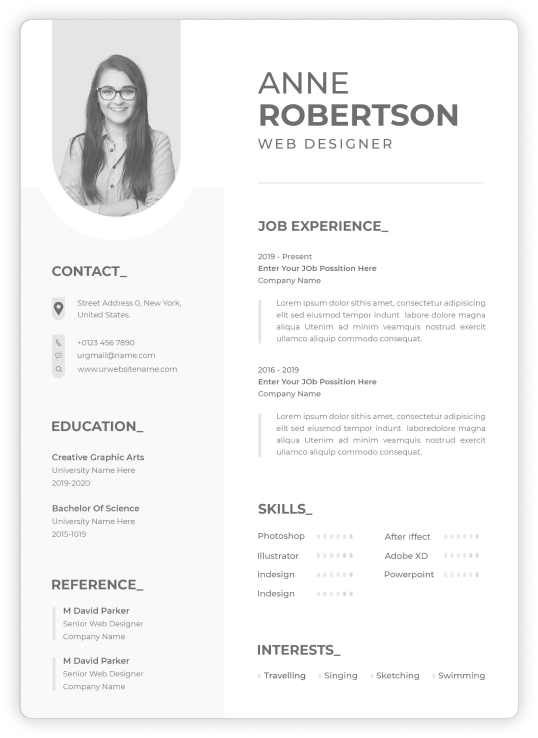 ANNE
ROBERTSON
WEB DESIGNER
CONTACT_
Street Address 0, New York,
United States.
+0123 456 7890
urgmail@name.com
www.urwebsitename.com
EDUCATION_
Creative Graphic Arts
University Name Here
2019-2020
Bachelor Of Science
University Name Here
2015-1019
REFERENCE_
M David Parker
Senior Web Designer
Company Name
M David Parker
Senior Web Designer
Company Name
JOB EXPERIENCE_
2019 - Present
Enter Your JOb Possition Here
Company Name
Lorem ipsum dolor sithis amet, consectetur adipisicing
elit sed eiusmod tempor indunt labore dolore magna
aliqua Utenim ad minim veamquis nostrud exercit
ullamco aliquip commodo consequat.
2016 - 2019
Enter Your JOb Possition Here
Company Name
Lorem ipsum dolor sithis amet, consectetur adipisicing
elit sed eiusmod tempor indunt laboredolore magna
aliqua Utenim ad minim veamquis nostrud exercit
ullamco aliquip commodo consequat.
SKILLS_
Photoshop
After Iffect
Illustrator
Adobe XD
Indesign
Powerpoint
Indesign
INTERESTS_
Travelling Singing Sketching Swimming